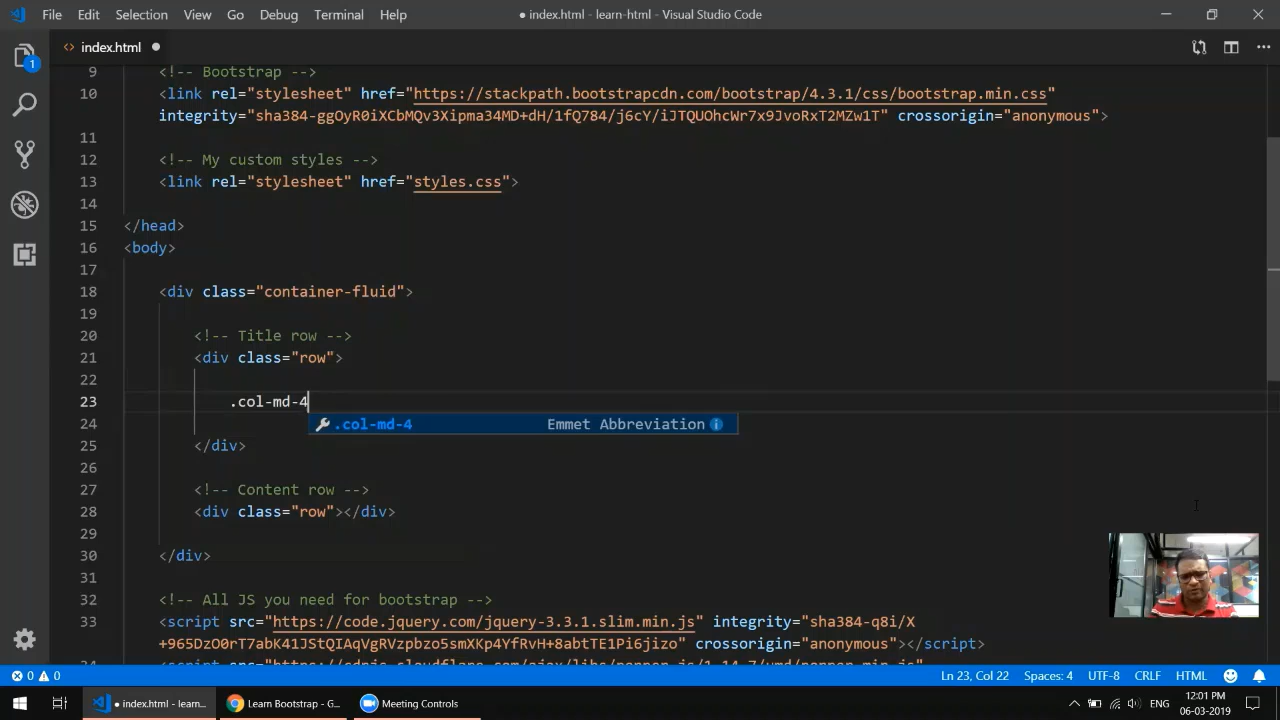 File Edit Selection View Go Debug Terminal Help
● index.html - learn-html - Visual Studio Code
<> index.html ●
1
9 <!-- Bootstrap -->
10 <link rel="stylesheet" href="https://stackpath.bootstrapcdn.com/bootstrap/4.3.1/css/bootstrap.min.css"
integrity="sha384-ggOyR0iXCbMQv3Xipma34MD+dH/1fQ784/j6cY/iJTQUOhcWr7x9JvoRxT2MZw1T" crossorigin="anonymous">
11
12 <!-- My custom styles -->
13 <link rel="stylesheet" href="styles.css">
14
15 </head>
16 <body>
17
18 <div class="container-fluid">
19
20 <!-- Title row -->
21 <div class="row">
22
23 .col-md-4
.col-md-4 Emmet Abbreviation
24
25 </div>
26
27 <!-- Content row -->
28 <div class="row"></div>
29
30 </div>
31
32 <!-- All JS you need for bootstrap -->
33 <script src="https://code.jquery.com/jquery-3.3.1.slim.min.js" integrity="sha384-q8i/X
+965DzO0rT7abK41JStQIAqVgRVzpbzo5smXKp4YfRvH+8abtTE1Pi6jizo" crossorigin="anonymous"></script>
0 0
Ln 23, Col 22 Spaces: 4 UTF-8 CRLF HTML
● index.html - learn...
Learn Bootstrap - G...
Meeting Controls
ENG
12:01 PM
06-03-2019